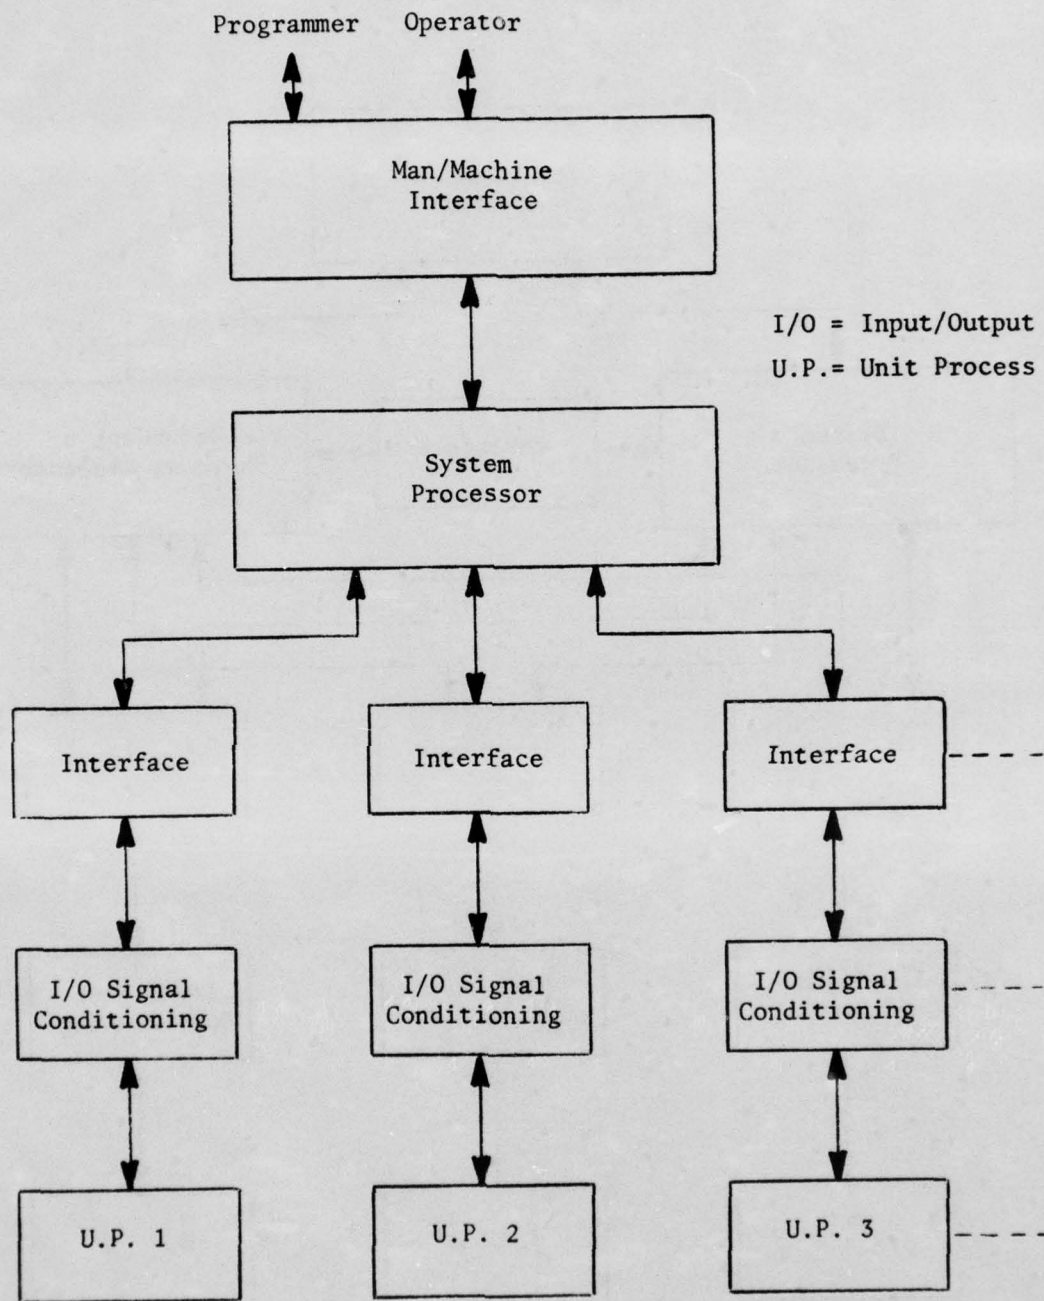 Programmer Operator
Man/Machine
Interface
I/O = Input/Output
U.P.= Unit Process
System
Processor
Interface
Interface
Interface
I/O Signal
Conditioning
I/O Signal
Conditioning
I/O Signal
Conditioning
U.P. 1
U.P. 2
U.P. 3